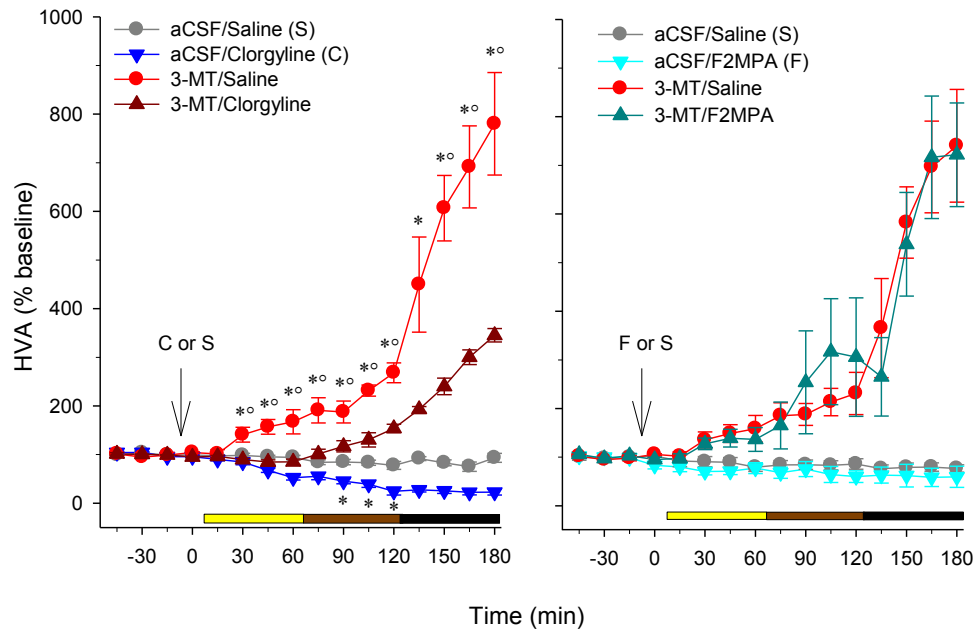 1000
800
600
400
200
0
HVA (% baseline)
aCSF/Saline (S)
aCSF/Clorgyline (C)
3-MT/Saline
3-MT/Clorgyline
C or S
*° *° *° *° *° *° *° * *° *° *°
* * *
-30 0 30 60 90 120 150 180
aCSF/Saline (S)
aCSF/F2MPA (F)
3-MT/Saline
3-MT/F2MPA
F or S
-30 0 30 60 90 120 150 180
Time (min)